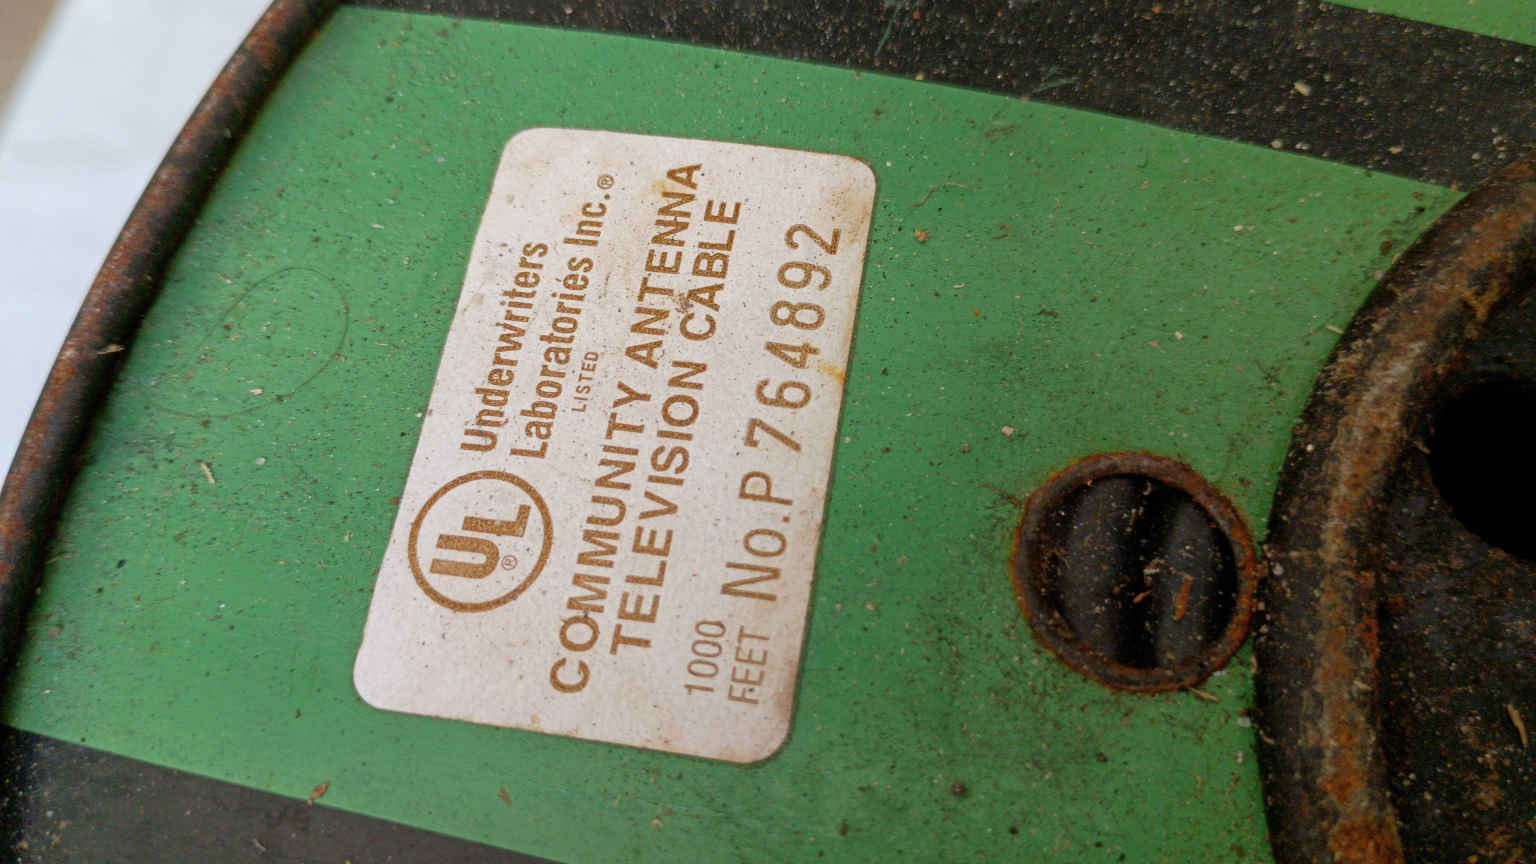 UL®
Underwriters
Laboratories Inc.®
LISTED
COMMUNITY ANTENNA
TELEVISION CABLE
1000
FEET
No.P 764892